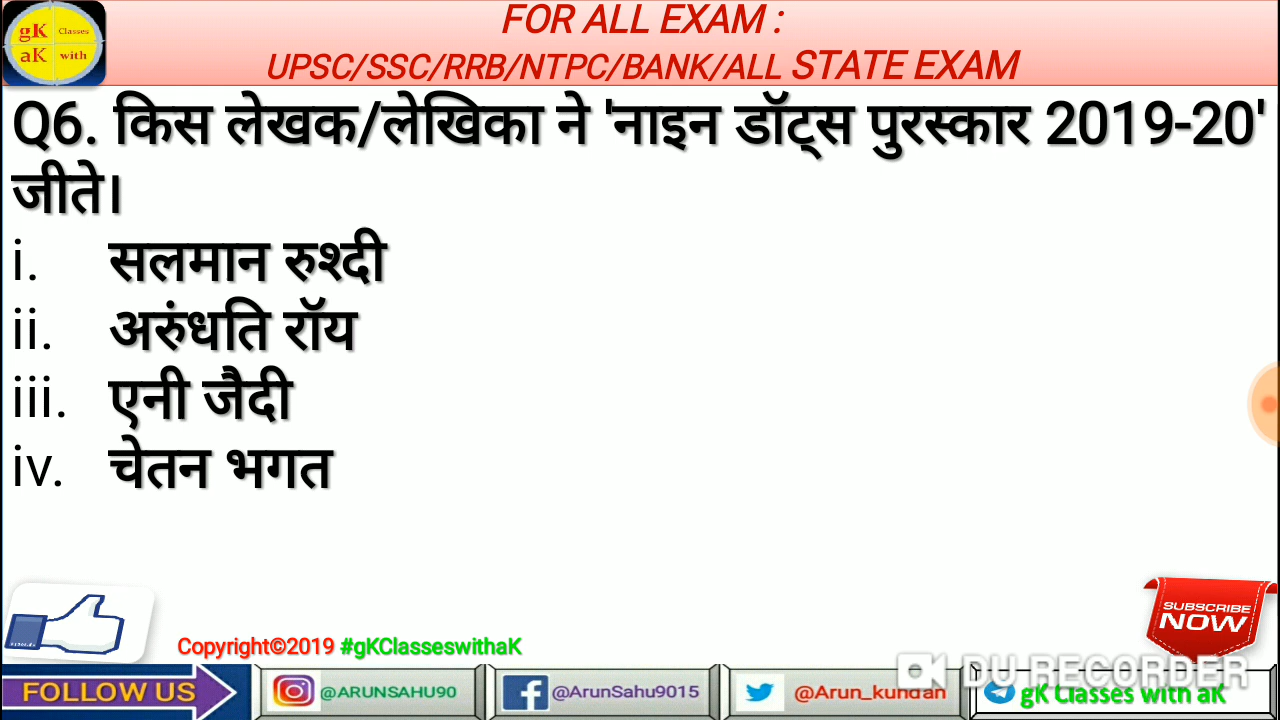 gK Classes
aK with
FOR ALL EXAM :
UPSC/SSC/RRB/NTPC/BANK/ALL STATE EXAM
Q6. किस लेखक/लेखिका ने 'नाइन डॉट्स पुरस्कार 2019-20'
जीते।
i. सलमान रुश्दी
ii. अरुंधति रॉय
iii. एनी जैदी
iv. चेतन भगत
SUBSCRIBE
NOW
Copyright©2019 #gKClasseswithaK
DU RECORDER
FOLLOW US
@ARUNSAHU90
@ArunSahu9015
@Arun_kundan
gK Classes with aK